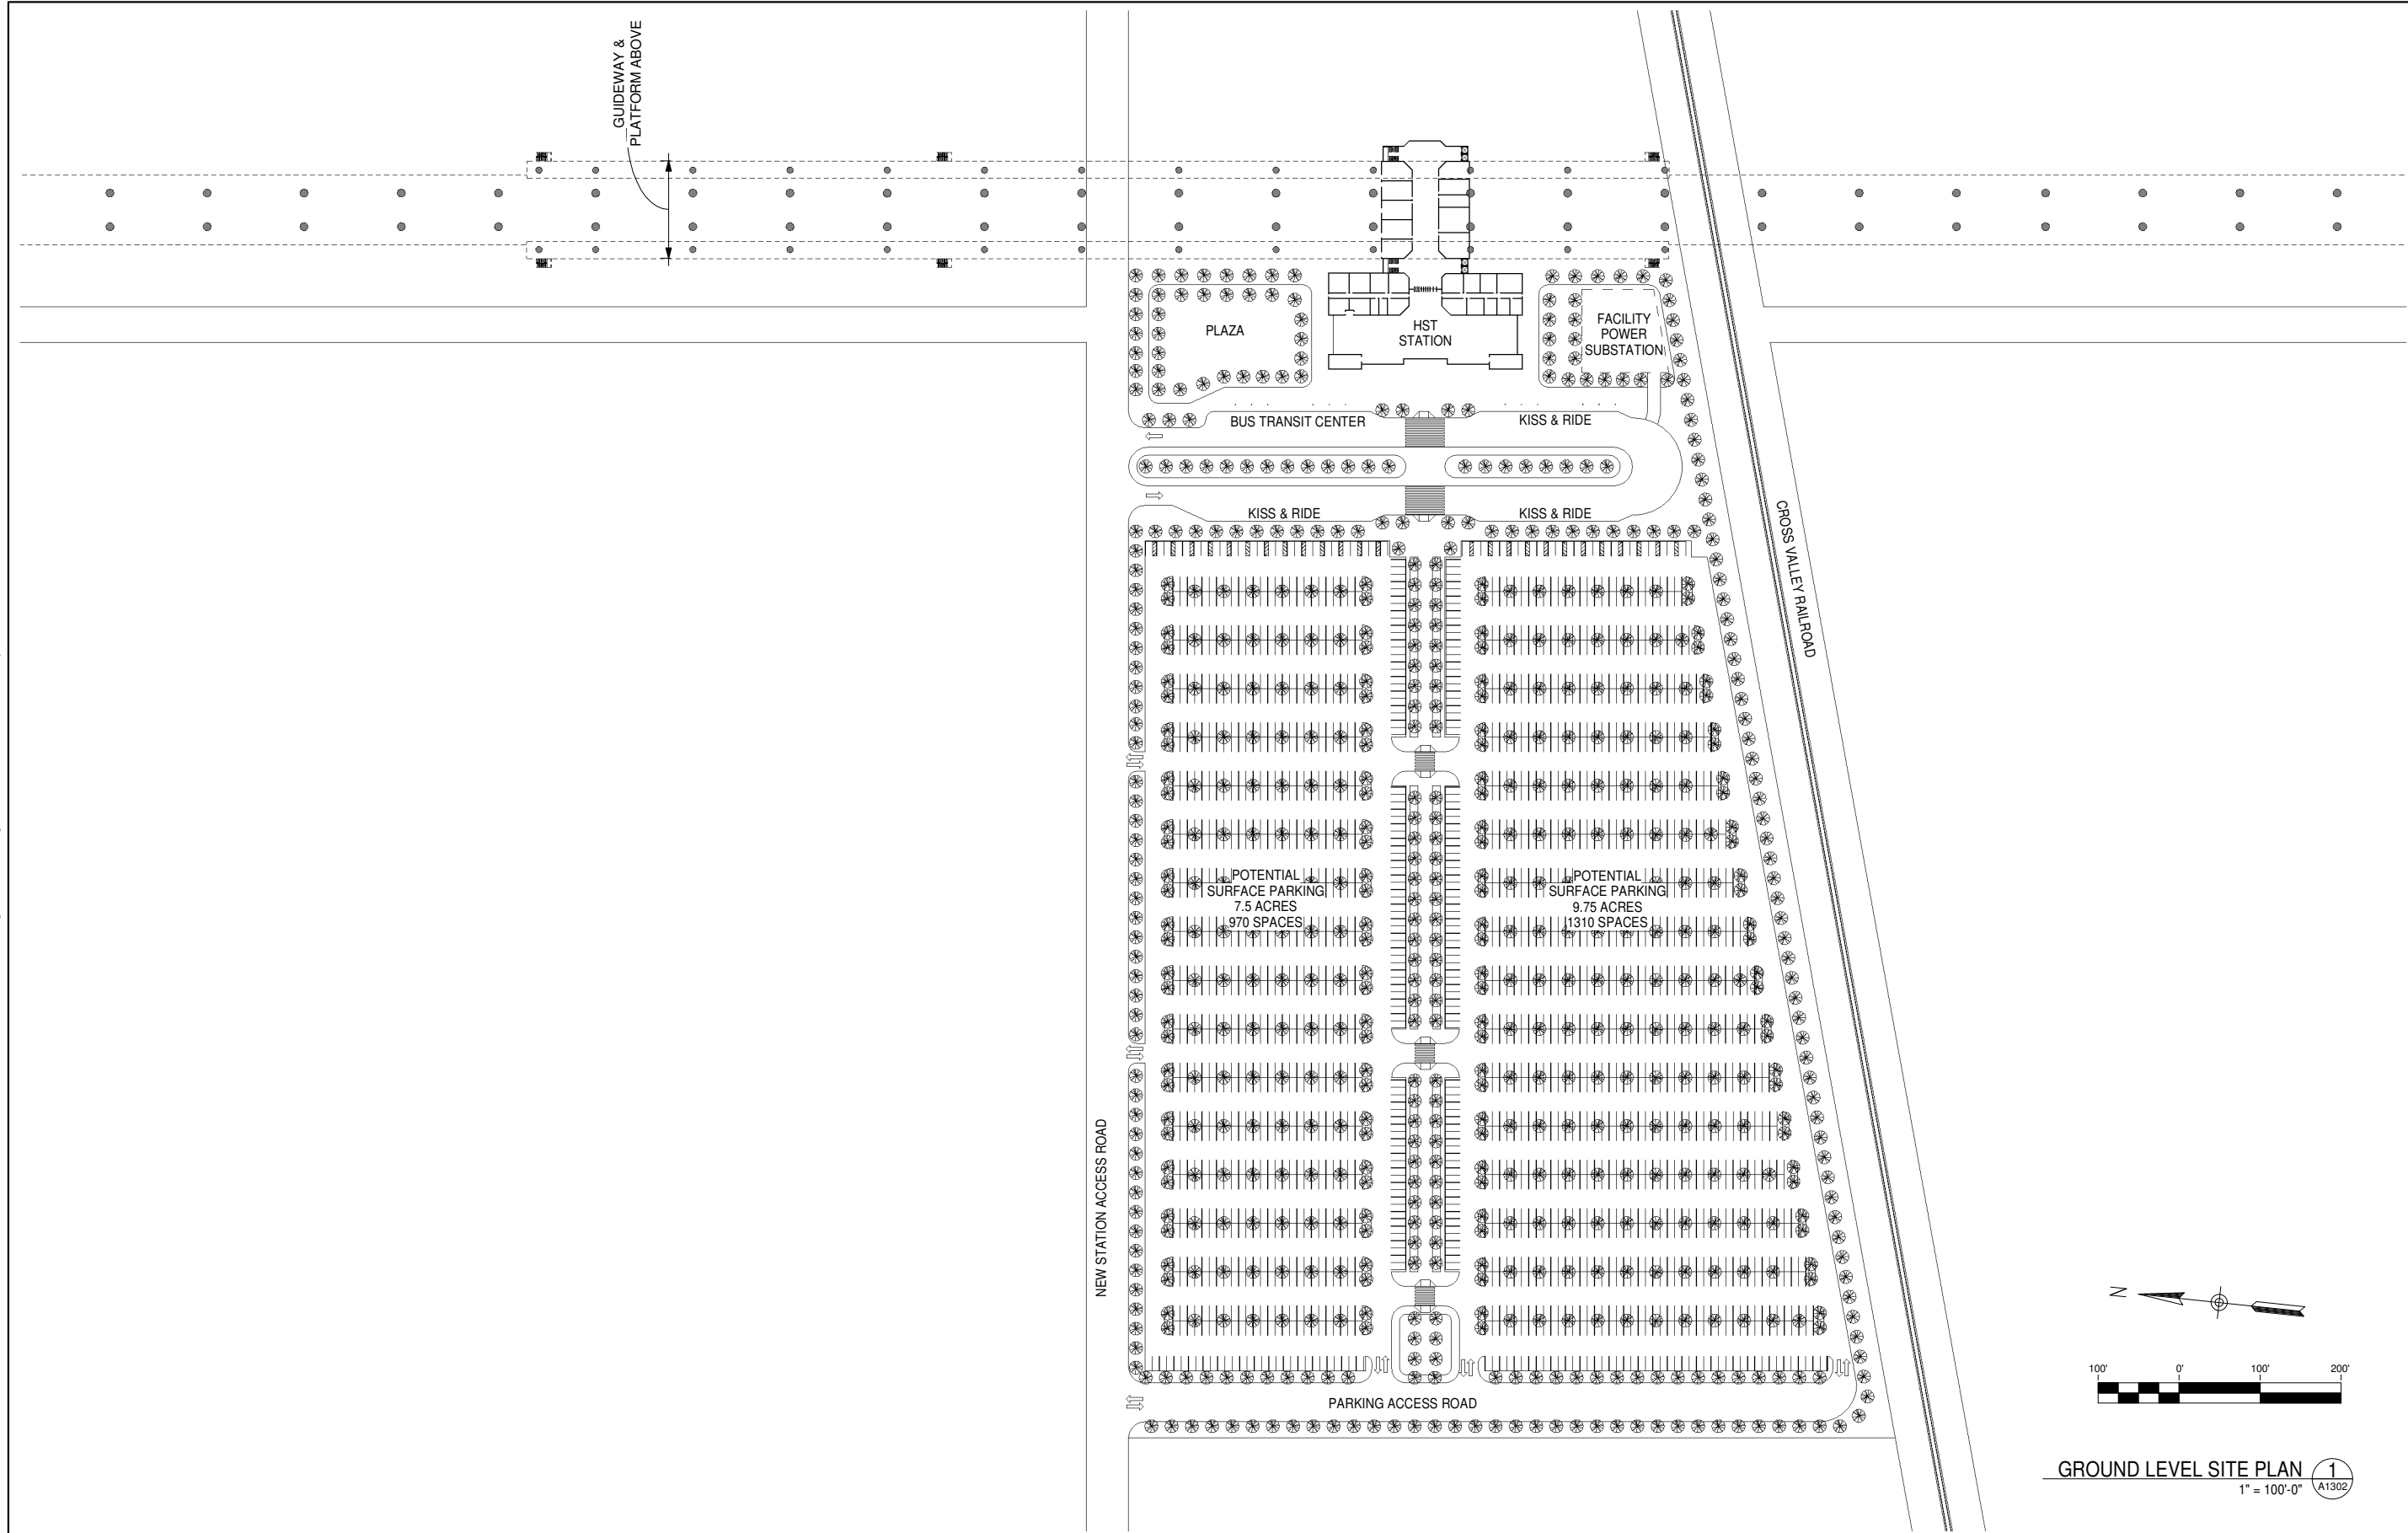 GUIDEWAY &
PLATFORM ABOVE
PLAZA
HST
STATION
FACILITY
POWER
SUBSTATION
BUS TRANSIT CENTER
KISS & RIDE
KISS & RIDE
KISS & RIDE
CROSS VALLEY RAILROAD
POTENTIAL
SURFACE PARKING
7.5 ACRES
970 SPACES
POTENTIAL
SURFACE PARKING
9.75 ACRES
1310 SPACES
NEW STATION ACCESS ROAD
PARKING ACCESS ROAD
N
100' 0' 100' 200'
GROUND LEVEL SITE PLAN
1" = 100'-0"
1
A1302